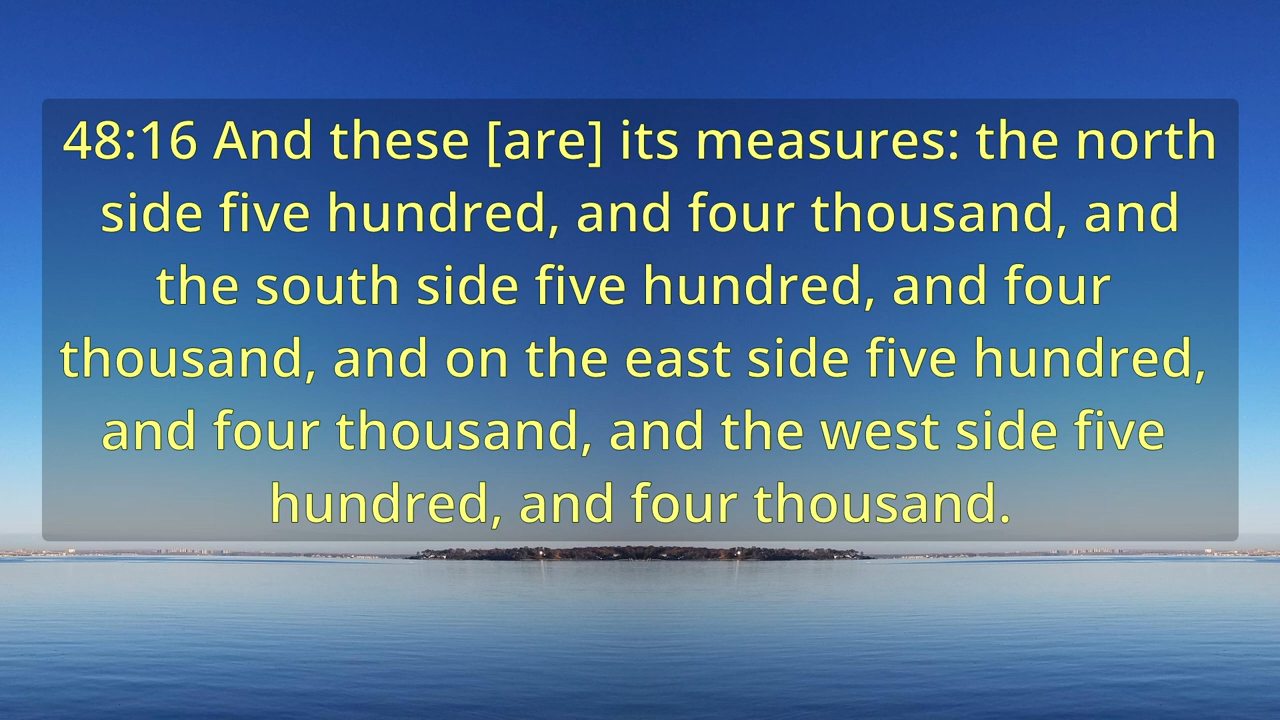 48:16 And these [are] its measures: the north
side five hundred, and four thousand, and
the south side five hundred, and four
thousand, and on the east side five hundred,
and four thousand, and the west side five
hundred, and four thousand.